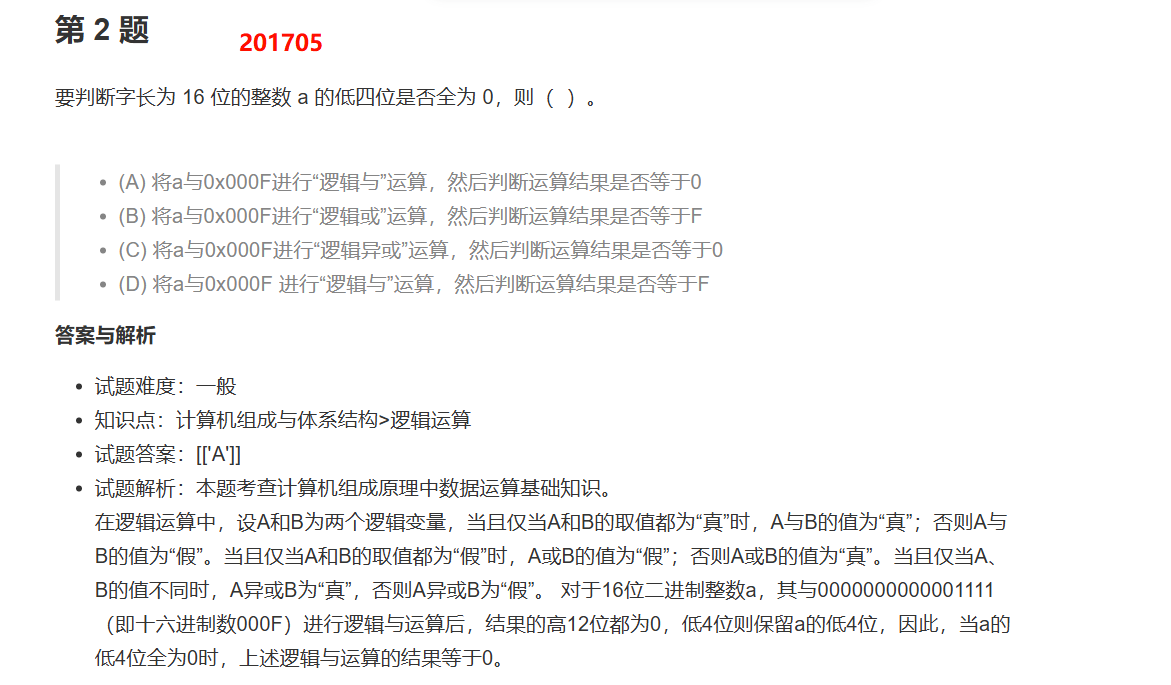 第 2 题
201705
要判断字长为 16 位的整数 a 的低四位是否全为 0，则（ ）。
(A) 将a与0x000F进行“逻辑与”运算，然后判断运算结果是否等于0
(B) 将a与0x000F进行“逻辑或”运算，然后判断运算结果是否等于F
(C) 将a与0x000F进行“逻辑异或”运算，然后判断运算结果是否等于0
(D) 将a与0x000F 进行“逻辑与”运算，然后判断运算结果是否等于F
答案与解析
试题难度：一般
知识点：计算机组成与体系结构>逻辑运算
试题答案：[['A']]
试题解析：本题考查计算机组成原理中数据运算基础知识。
在逻辑运算中，设A和B为两个逻辑变量，当且仅当A和B的取值都为“真”时，A与B的值为“真”；否则A与
B的值为“假”。当且仅当A和B的取值都为“假”时，A或B的值为“假”；否则A或B的值为“真”。当且仅当A、
B的值不同时，A异或B为“真”，否则A异或B为“假”。 对于16位二进制整数a，其与0000000000001111
（即十六进制数000F）进行逻辑与运算后，结果的高12位都为0，低4位则保留a的低4位，因此，当a的
低4位全为0时，上述逻辑与运算的结果等于0。